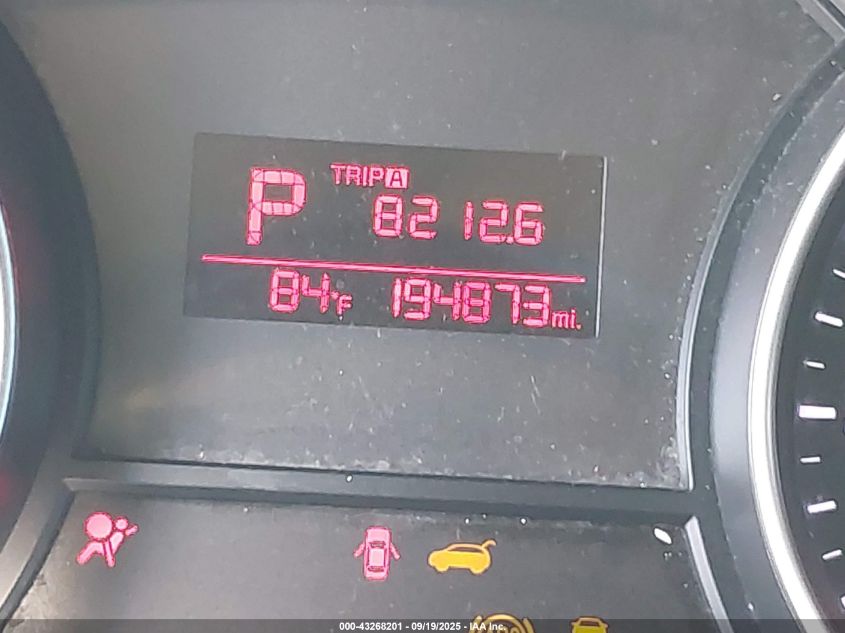 P TRIP A
8212.6
84°F 194873 mi.
000-43268201 - 09/19/2025 - IAA Inc.